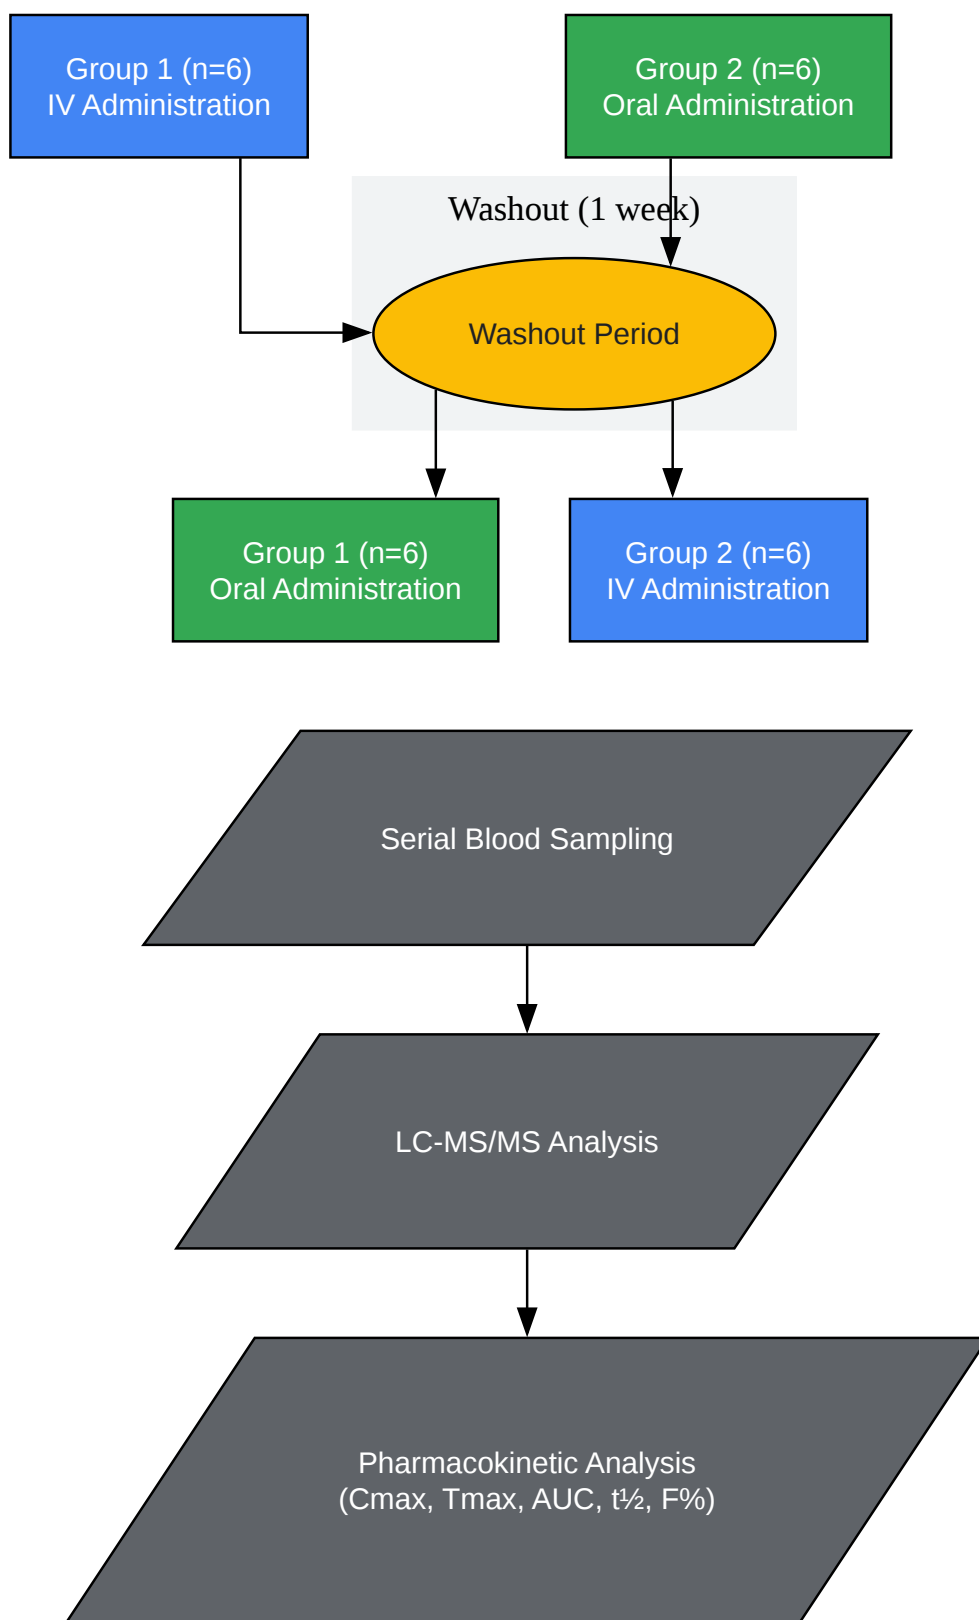 Group 1 (n=6)
IV Administration
Group 2 (n=6)
Oral Administration
Washout (1 week)
Washout Period
Group 1 (n=6)
Oral Administration
Group 2 (n=6)
IV Administration
Serial Blood Sampling
LC-MS/MS Analysis
Pharmacokinetic Analysis
(Cmax, Tmax, AUC, t½, F%)